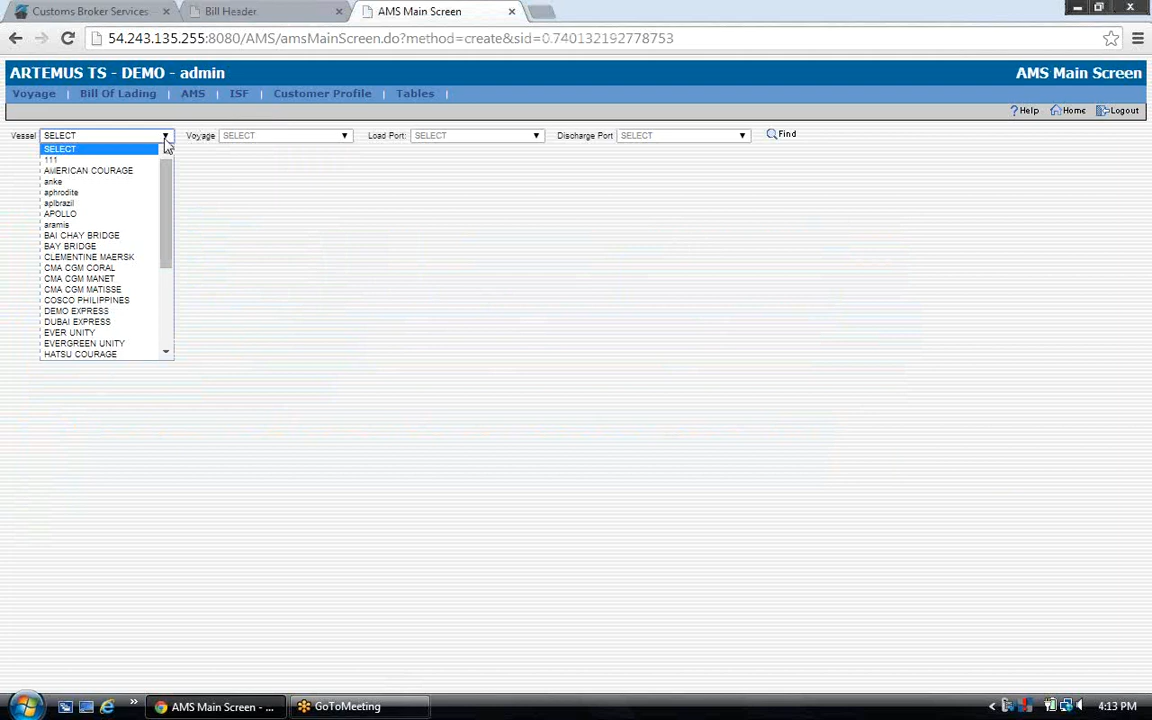 Customs Broker Services
Bill Header
AMS Main Screen
54.243.135.255:8080/AMS/amsMainScreen.do?method=create&sid=0.740132192778753
ARTEMUS TS - DEMO - admin
AMS Main Screen
Voyage | Bill Of Lading | AMS | ISF | Customer Profile | Tables |
?Help Home Logout
Vessel SELECT Voyage SELECT Load Port: SELECT Discharge Port SELECT Find
SELECT
111
AMERICAN COURAGE
anke
aphrodite
aplbrazil
APOLLO
aramis
BAI CHAY BRIDGE
BAY BRIDGE
CLEMENTINE MAERSK
CMA CGM CORAL
CMA CGM MANET
CMA CGM MATISSE
COSCO PHILIPPINES
DEMO EXPRESS
DUBAI EXPRESS
EVER UNITY
EVERGREEN UNITY
HATSU COURAGE
AMS Main Screen - ...
GoToMeeting
4:13 PM